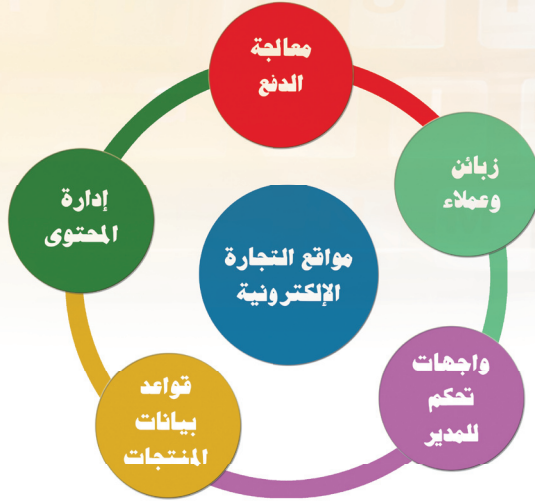 معالجة
الدفع
زبائن
وعملاء
إدارة
المحتوى
مواقع التجارة
الإلكترونية
واجهات
تحكم
للمدير
قواعد
بيانات
المنتجات